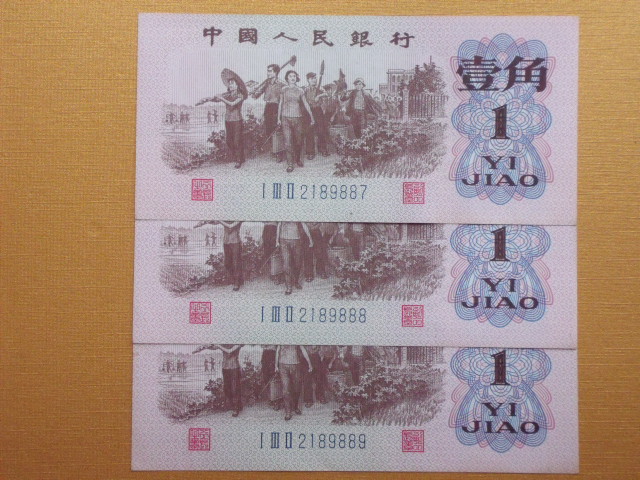 中國人民銀行
壹角
1
YI
JIAO
I III II 2189887
1
YI
JIAO
I III II 2189888
1
YI
JIAO
I III II 2189889